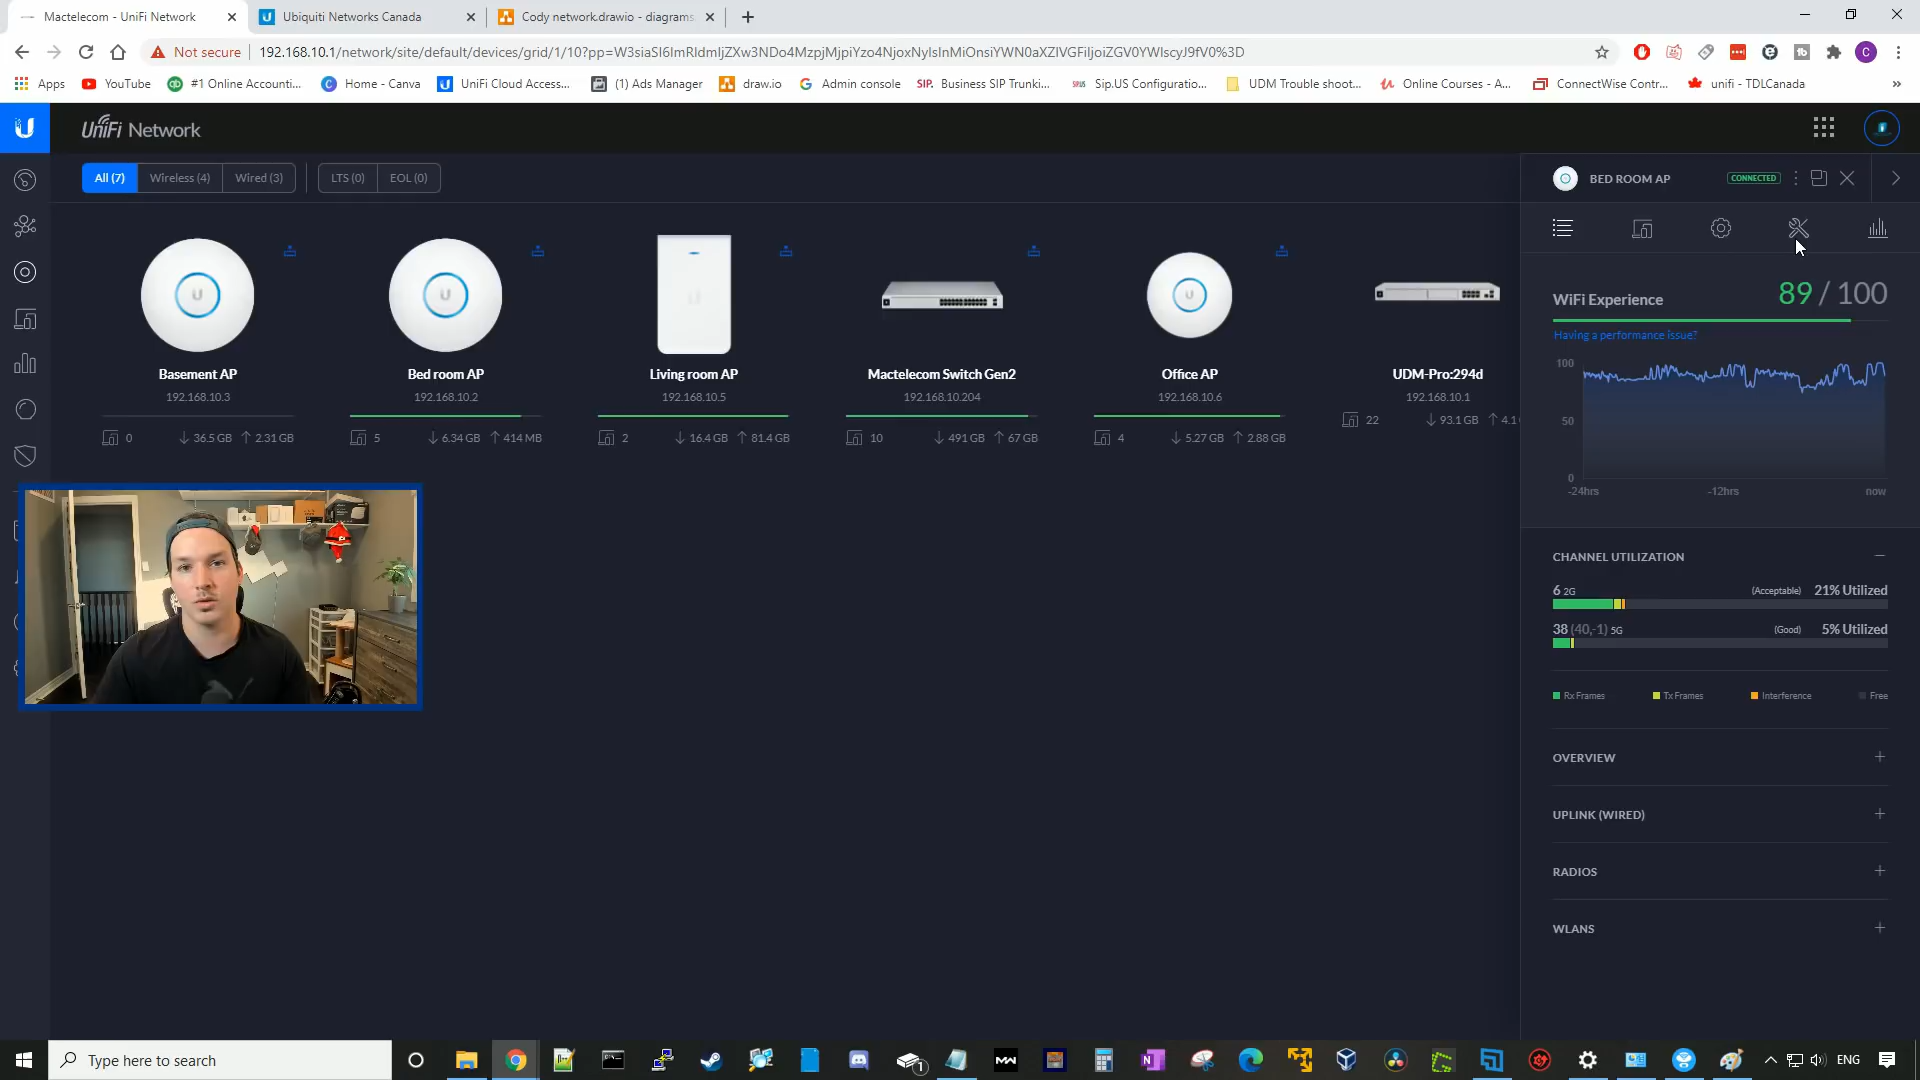 Mactelecom - UniFi Network
Ubiquiti Networks Canada
Cody network.drawio - diagrams
Not secure
192.168.10.1/network/site/default/devices/grid/1/10?pp=W3siaSI6ImRldmljZXw3NDo4MzpjMjpiYzo4NjoxNyIsInMiOnsiYWN0aXZlVGFiIjoiZGV0YWlscyJ9fV0%3D
Apps
YouTube
#1 Online Accounti...
Home - Canva
UniFi Cloud Access...
(1) Ads Manager
draw.io
Admin console
SIP. Business SIP Trunki...
Sip.US Configuratio...
UDM Trouble shoot...
Online Courses - A...
ConnectWise Contr...
unifi - TDLCanada
UniFi Network
All (7)
Wireless (4)
Wired (3)
LTS (0)
EOL (0)
BED ROOM AP
CONNECTED
Basement AP
192.168.10.3
0 36.5 GB 2.31 GB
Bed room AP
192.168.10.2
5 6.34 GB 414 MB
Living room AP
192.168.10.5
2 16.4 GB 81.4 GB
Mactelecom Switch Gen2
192.168.10.204
10 491 GB 67 GB
Office AP
192.168.10.6
4 5.27 GB 2.88 GB
UDM-Pro:294d
192.168.10.1
22 93.1 GB 4.1
WiFi Experience
89 / 100
Having a performance issue?
100
50
0
-24hrs
-12hrs
now
CHANNEL UTILIZATION
6 2G (Acceptable) 21% Utilized
38 (40,-1) 5G (Good) 5% Utilized
Rx Frames
Tx Frames
Interference
Free
OVERVIEW
UPLINK (WIRED)
RADIOS
WLANS
Type here to search
ENG